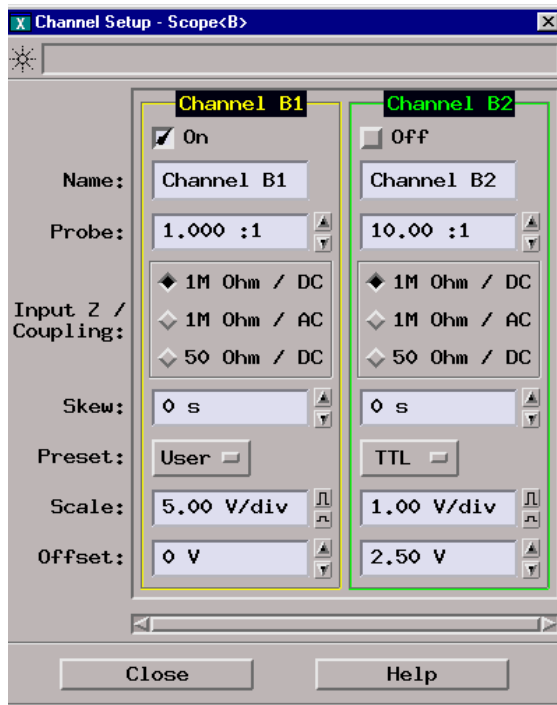 X Channel Setup - Scope<B>
Channel B1 Channel B2
On Off
Name: Channel B1 Channel B2
Probe: 1.000 :1 10.00 :1
Input Z / Coupling:
1M Ohm / DC 1M Ohm / DC
1M Ohm / AC 1M Ohm / AC
50 Ohm / DC 50 Ohm / DC
Skew: 0 s 0 s
Preset: User TTL
Scale: 5.00 V/div 1.00 V/div
Offset: 0 V 2.50 V
Close Help